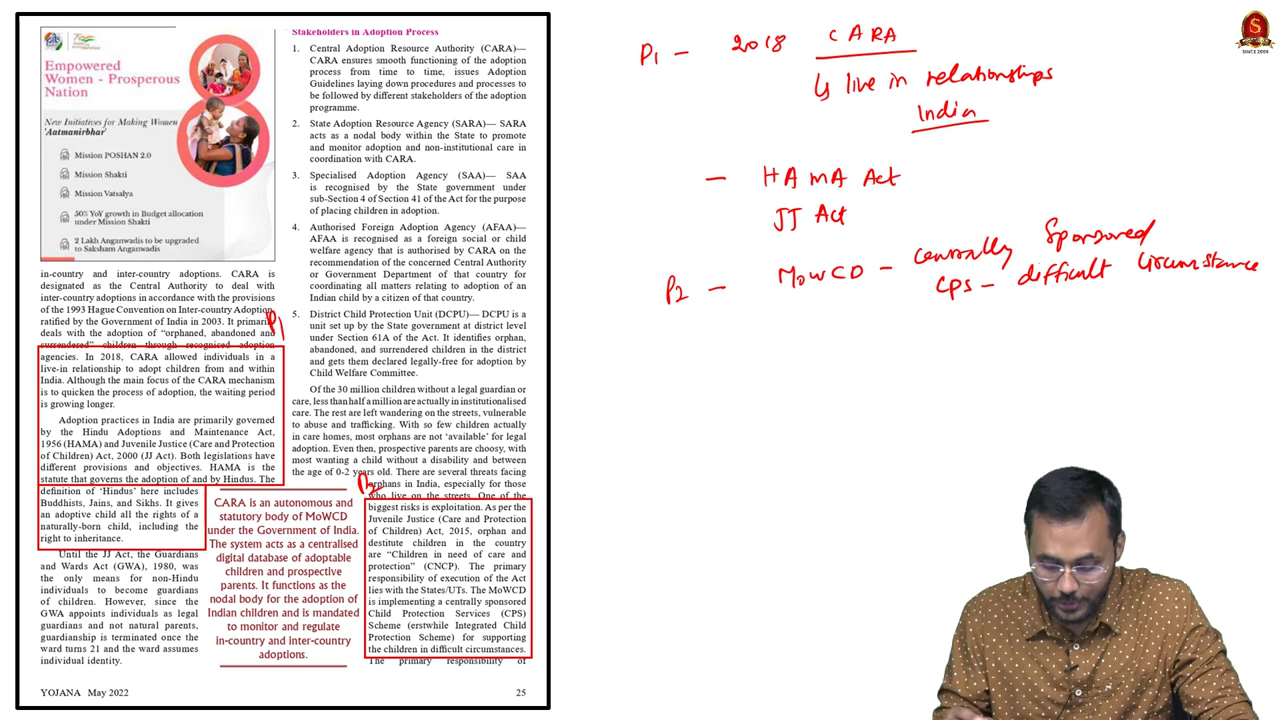 Empowered
Women - Prosperous
Nation
New Initiatives for Making Women
'Aatmanirbhar'
Mission POSHAN 2.0
Mission Shakti
Mission Vatsalya
50% YoY growth in Budget allocation
under Mission Shakti
2 Lakh Anganwadis to be upgraded
to Saksham Anganwadis
in-country and inter-country adoptions. CARA is
designated as the Central Authority to deal with
inter-country adoptions in accordance with the provisions
of the 1993 Hague Convention on Inter-country Adoption,
ratified by the Government of India in 2003. It primarily
deals with the adoption of "orphaned, abandoned and
surrendered" children through recognised adoption
agencies. In 2018, CARA allowed individuals in a
live-in relationship to adopt children from and within
India. Although the main focus of the CARA mechanism
is to quicken the process of adoption, the waiting period
is growing longer.
Adoption practices in India are primarily governed
by the Hindu Adoptions and Maintenance Act,
1956 (HAMA) and Juvenile Justice (Care and Protection
of Children) Act, 2000 (JJ Act). Both legislations have
different provisions and objectives. HAMA is the
statute that governs the adoption of and by Hindus. The
definition of 'Hindus' here includes
Buddhists, Jains, and Sikhs. It gives
an adoptive child all the rights of a
naturally-born child, including the
right to inheritance.
Until the JJ Act, the Guardians
and Wards Act (GWA), 1980, was
the only means for non-Hindu
individuals to become guardians
of children. However, since the
GWA appoints individuals as legal
guardians and not natural parents,
guardianship is terminated once the
ward turns 21 and the ward assumes
individual identity.
P1
CARA is an autonomous and
statutory body of MoWCD
under the Government of India.
The system acts as a centralised
digital database of adoptable
children and prospective
parents. It functions as the
nodal body for the adoption of
Indian children and is mandated
to monitor and regulate
in-country and inter-country
adoptions.
Stakeholders in Adoption Process
1. Central Adoption Resource Authority (CARA)—
CARA ensures smooth functioning of the adoption
process from time to time, issues Adoption
Guidelines laying down procedures and processes to
be followed by different stakeholders of the adoption
programme.
2. State Adoption Resource Agency (SARA)— SARA
acts as a nodal body within the State to promote
and monitor adoption and non-institutional care in
coordination with CARA.
3. Specialised Adoption Agency (SAA)— SAA
is recognised by the State government under
sub-Section 4 of Section 41 of the Act for the purpose
of placing children in adoption.
4. Authorised Foreign Adoption Agency (AFAA)—
AFAA is recognised as a foreign social or child
welfare agency that is authorised by CARA on the
recommendation of the concerned Central Authority
or Government Department of that country for
coordinating all matters relating to adoption of an
Indian child by a citizen of that country.
5. District Child Protection Unit (DCPU)— DCPU is a
unit set up by the State government at district level
under Section 61A of the Act. It identifies orphan,
abandoned, and surrendered children in the district
and gets them declared legally-free for adoption by
Child Welfare Committee.
Of the 30 million children without a legal guardian or
care, less than half a million are actually in institutionalised
care. The rest are left wandering on the streets, vulnerable
to abuse and trafficking. With so few children actually
in care homes, most orphans are not 'available' for legal
adoption. Even then, prospective parents are choosy, with
most wanting a child without a disability and between
the age of 0-2 years old. There are several threats facing
orphans in India, especially for those
who live on the streets. One of the
biggest risks is exploitation. As per the
Juvenile Justice (Care and Protection
of Children) Act, 2015, orphan and
destitute children in the country
are "Children in need of care and
protection" (CNCP). The primary
responsibility of execution of the Act
lies with the States/UTs. The MoWCD
is implementing a centrally sponsored
Child Protection Services (CPS)
Scheme (erstwhile Integrated Child
Protection Scheme) for supporting
the children in difficult circumstances.
The primary responsibility of
P2
YOJANA May 2022
25
P1 – 2018 CARA
↳ live in relationships
India
– HAMA Act
JJ Act
P2 – MoWCD – centrally Sponsored
CPS – difficult circumstance
S
SINCE 2004